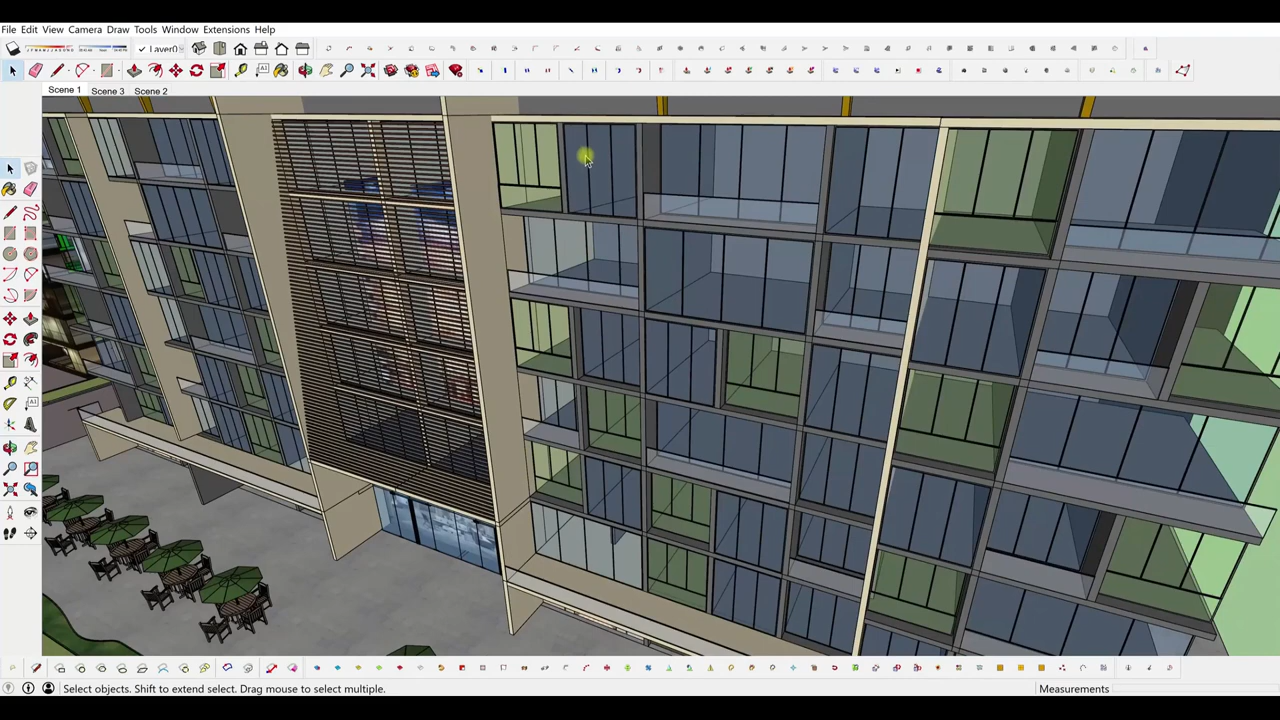 File Edit View Camera Draw Tools Window Extensions Help
Layer0
Scene 1 Scene 3 Scene 2
Select objects. Shift to extend select. Drag mouse to select multiple.
Measurements